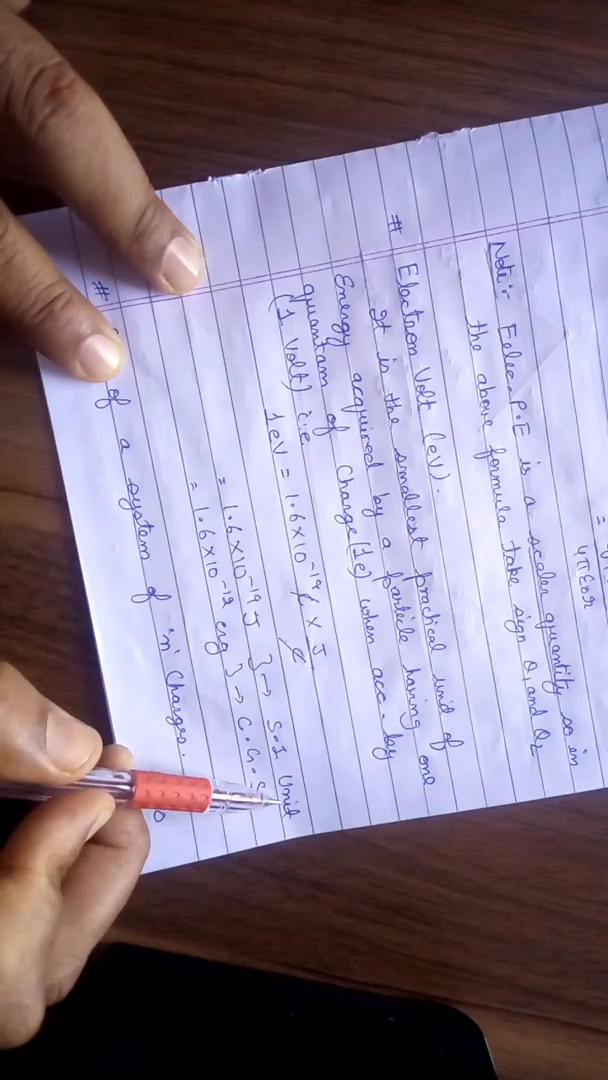 4πε0r
Note:- Eelec. P.E is a scaler quantity so in
the above formula take sign Q1 and Q2
# Electron Volt (eV).
It is the smallest practical unit of
Energy acquired by a particle having one
quantam of Charge (1e) when acc. by
(1 Volt) i.e
1eV = 1.6×10⁻¹⁹ C × J/C
= 1.6×10⁻¹⁹ J } → S.I Unit
= 1.6×10⁻¹² erg } → C.G.S
# of a system of 'n' Charges.